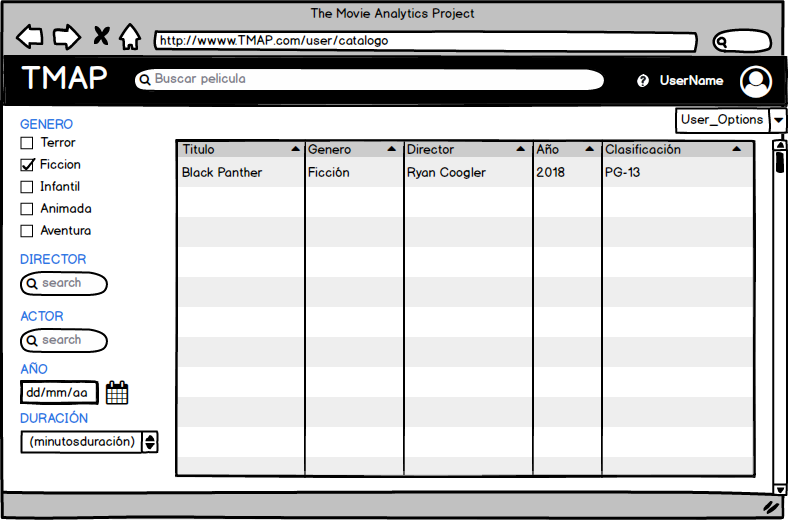 The Movie Analytics Project
http://wwww.TMAP.com/user/catalogo
TMAP
Buscar pelicula
? UserName
User_Options
GENERO
Terror
Ficcion
Infantil
Animada
Aventura
DIRECTOR
search
ACTOR
search
AÑO
dd/mm/aa
DURACIÓN
(minutosduración)
Titulo Genero Director Año Clasificación
Black Panther Ficción Ryan Coogler 2018 PG-13